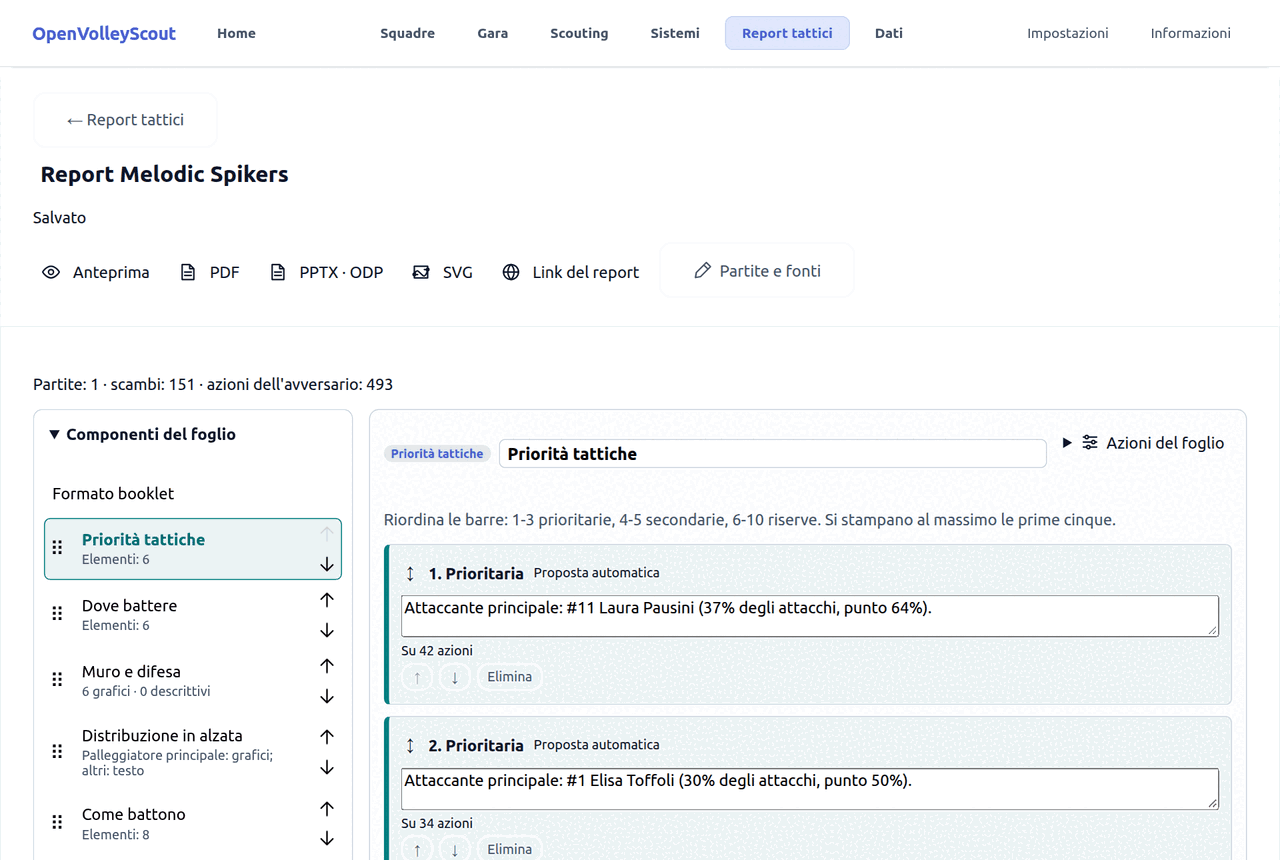 OpenVolleyScout Home Squadre Gara Scouting Sistemi Report tattici Dati Impostazioni Informazioni
← Report tattici
Report Melodic Spikers
Salvato
Anteprima PDF PPTX · ODP SVG Link del report Partite e fonti
Partite: 1 · scambi: 151 · azioni dell'avversario: 493
▼ Componenti del foglio
Formato booklet
Priorità tattiche
Elementi: 6
Dove battere
Elementi: 6
Muro e difesa
6 grafici · 0 descrittivi
Distribuzione in alzata
Palleggiatore principale: grafici;
altri: testo
Come battono
Elementi: 8
Priorità tattiche Priorità tattiche ▶ Azioni del foglio
Riordina le barre: 1-3 prioritarie, 4-5 secondarie, 6-10 riserve. Si stampano al massimo le prime cinque.
↕ 1. Prioritaria Proposta automatica
Attaccante principale: #11 Laura Pausini (37% degli attacchi, punto 64%).
Su 42 azioni
↑ ↓ Elimina
↕ 2. Prioritaria Proposta automatica
Attaccante principale: #1 Elisa Toffoli (30% degli attacchi, punto 50%).
Su 34 azioni
↑ ↓ Elimina